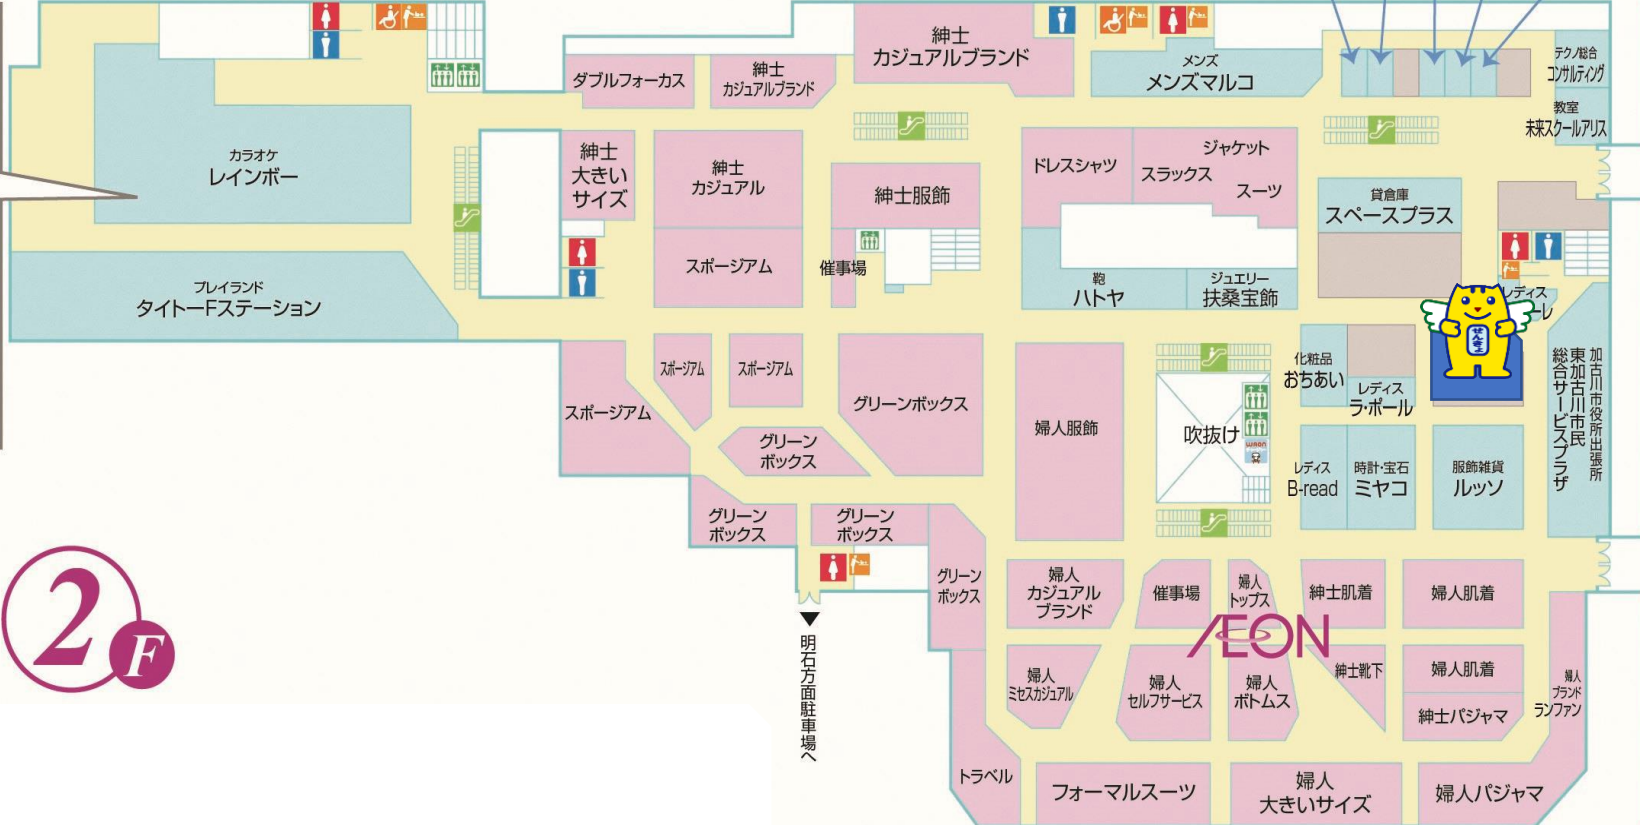 紳士
カジュアルブランド
ダブルフォーカス
紳士
カジュアルブランド
メンズ
メンズマルコ
テクノ総合
コンサルティング
教室
未来スクールアリス
カラオケ
レインボー
紳士
大きい
サイズ
紳士
カジュアル
紳士服飾
ドレスシャツ
ジャケット
スラックス
スーツ
貸倉庫
スペースプラス
プレイランド
タイトーFステーション
スポージアム
催事場
鞄
ハトヤ
ジュエリー
扶桑宝飾
レディス
せんきょ
スポージアム
スポージアム
スポージアム
グリーンボックス
グリーン
ボックス
婦人服飾
吹抜け
WAON
化粧品
おちあい
レディス
ラ・ポール
加古川市役所出張所
東加古川市民
総合サービスプラザ
レディス
B-read
時計・宝石
ミヤコ
服飾雑貨
ルッソ
グリーン
ボックス
グリーン
ボックス
グリーン
ボックス
婦人
カジュアル
ブランド
催事場
婦人
トップス
紳士肌着
婦人肌着
ÆON
婦人
ミセスカジュアル
婦人
セルフサービス
婦人
ボトムス
紳士靴下
婦人肌着
紳士パジャマ
婦人
ブランド
ランファン
2F
▼明石方面駐車場へ
トラベル
フォーマルスーツ
婦人
大きいサイズ
婦人パジャマ